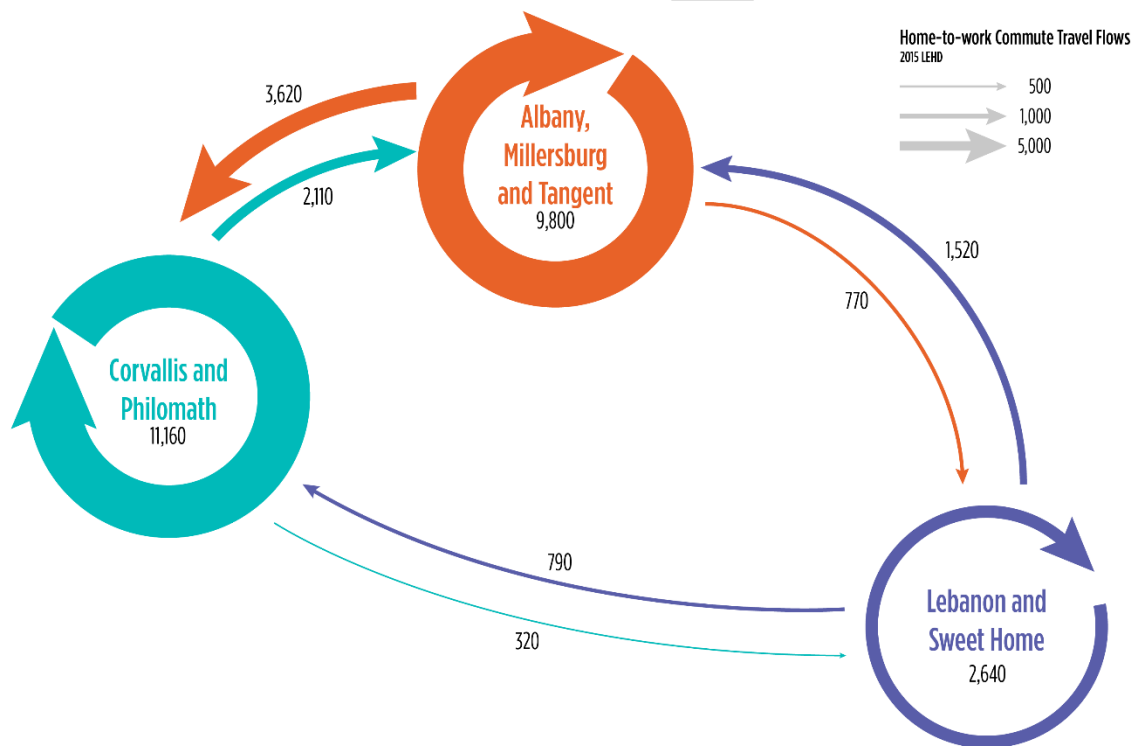 Home-to-work Commute Travel Flows
2015 LEHD
500
1,000
5,000
3,620
2,110
Albany,
Millersburg
and Tangent
9,800
1,520
770
Corvallis and
Philomath
11,160
790
320
Lebanon and
Sweet Home
2,640